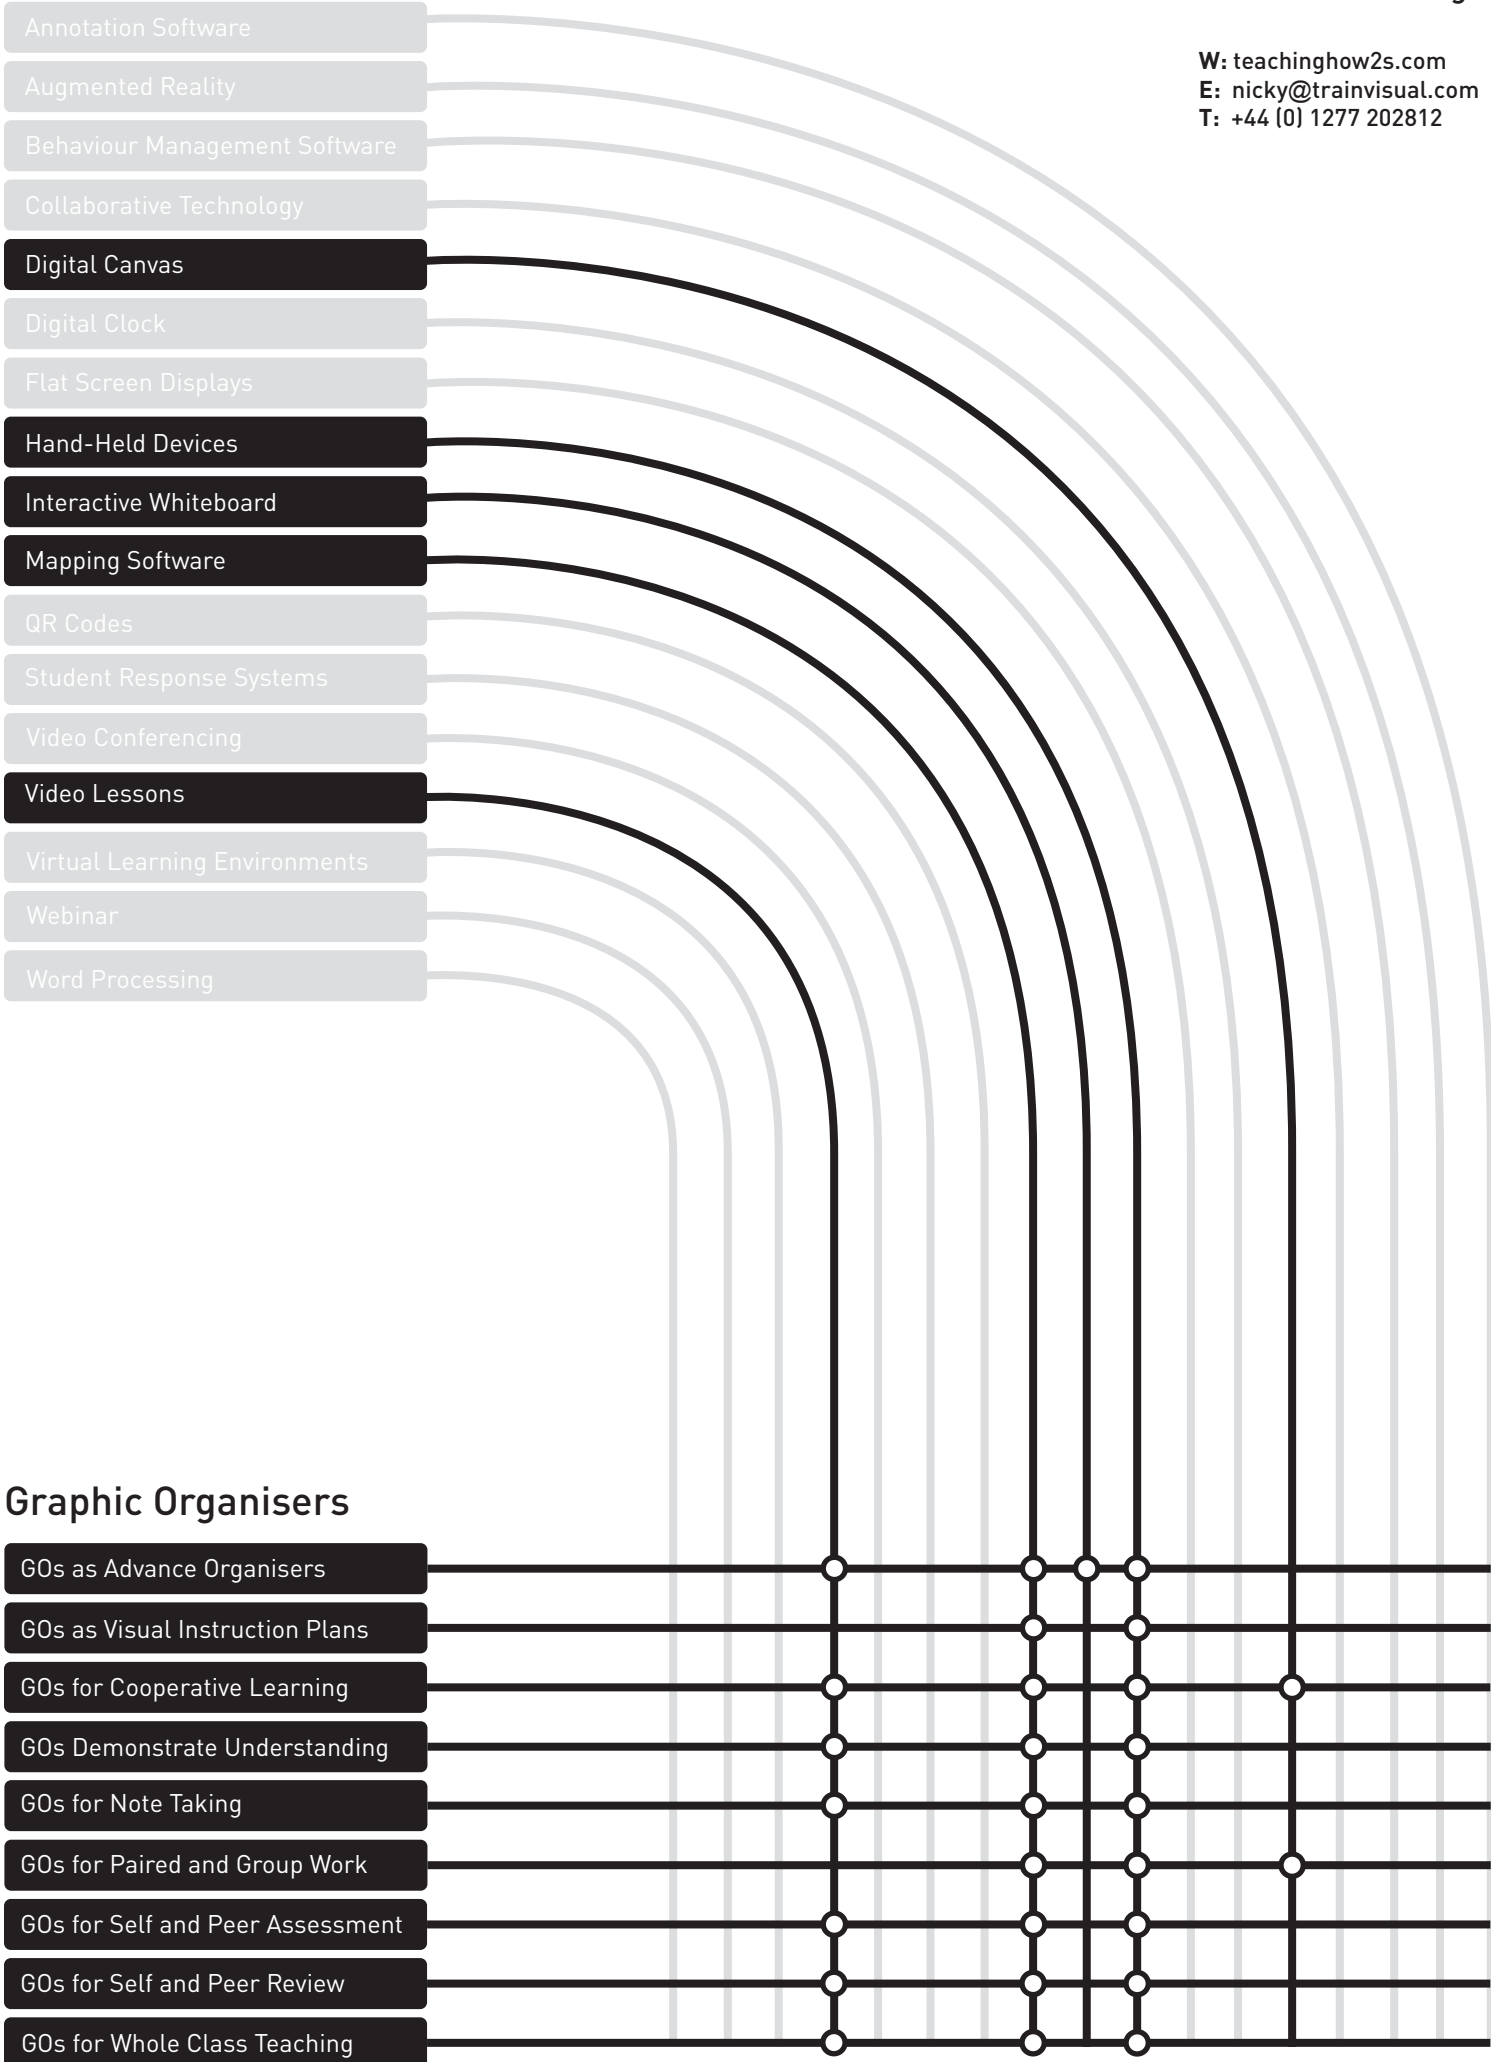 Annotation Software
Augmented Reality
Behaviour Management Software
Collaborative Technology
Digital Canvas
Digital Clock
Flat Screen Displays
Hand-Held Devices
Interactive Whiteboard
Mapping Software
QR Codes
Student Response Systems
Video Conferencing
Video Lessons
Virtual Learning Environments
Webinar
Word Processing
W: teachinghow2s.com
E: nicky@trainvisual.com
T: +44 (0) 1277 202812
Graphic Organisers
GOs as Advance Organisers
GOs as Visual Instruction Plans
GOs for Cooperative Learning
GOs Demonstrate Understanding
GOs for Note Taking
GOs for Paired and Group Work
GOs for Self and Peer Assessment
GOs for Self and Peer Review
GOs for Whole Class Teaching